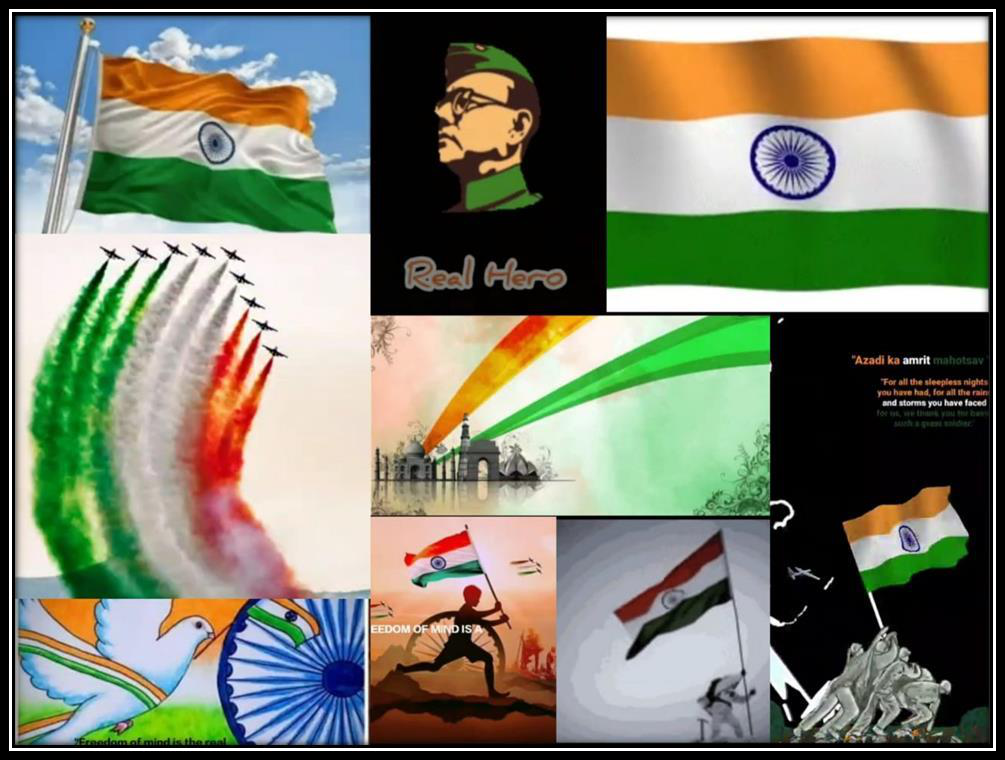 Real Hero
"Azadi ka amrit mahotsav"
"For all the sleepless nights
you have had, for all the rain
and storms you have faced
for us, we thank you for being
such a great soldier."
EEDOM OF MIND IS A
"Freedom of mind is the real